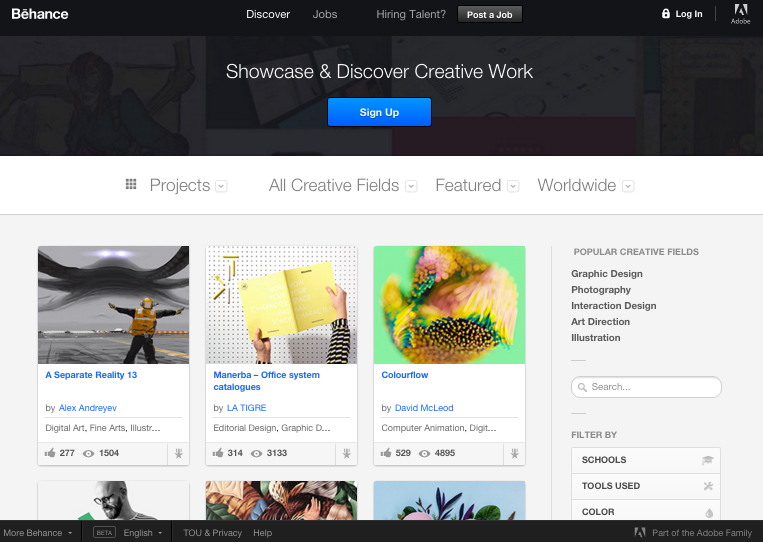 Bēhance
Discover Jobs Hiring Talent? Post a Job Log In
Adobe
Showcase & Discover Creative Work
Sign Up
Projects All Creative Fields Featured Worldwide
A Separate Reality 13
by Alex Andreyev
Digital Art, Fine Arts, Illustr...
277 1504
Manerba – Office system
catalogues
by LA TIGRE
Editorial Design, Graphic D...
314 3133
Colourflow
by David McLeod
Computer Animation, Digit...
529 4895
POPULAR CREATIVE FIELDS
Graphic Design
Photography
Interaction Design
Art Direction
Illustration
Search...
FILTER BY
SCHOOLS
TOOLS USED
COLOR
More Behance BETA English TOU & Privacy Help Part of the Adobe Family